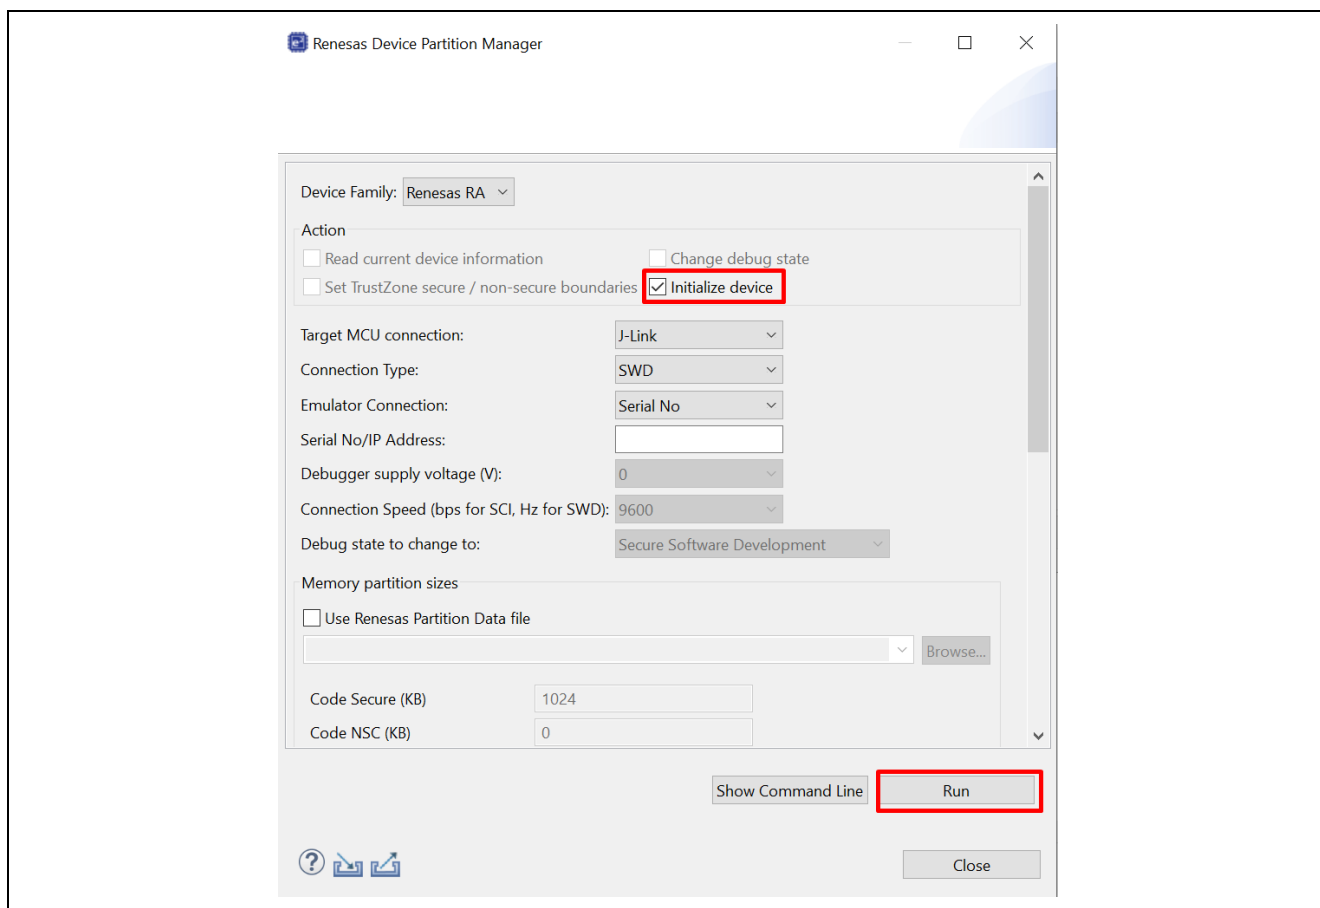 Renesas Device Partition Manager
Device Family: Renesas RA
Action
Read current device information Change debug state
Set TrustZone secure / non-secure boundaries Initialize device
Target MCU connection: J-Link
Connection Type: SWD
Emulator Connection: Serial No
Serial No/IP Address:
Debugger supply voltage (V): 0
Connection Speed (bps for SCI, Hz for SWD): 9600
Debug state to change to: Secure Software Development
Memory partition sizes
Use Renesas Partition Data file
Browse...
Code Secure (KB) 1024
Code NSC (KB) 0
Show Command Line Run
Close